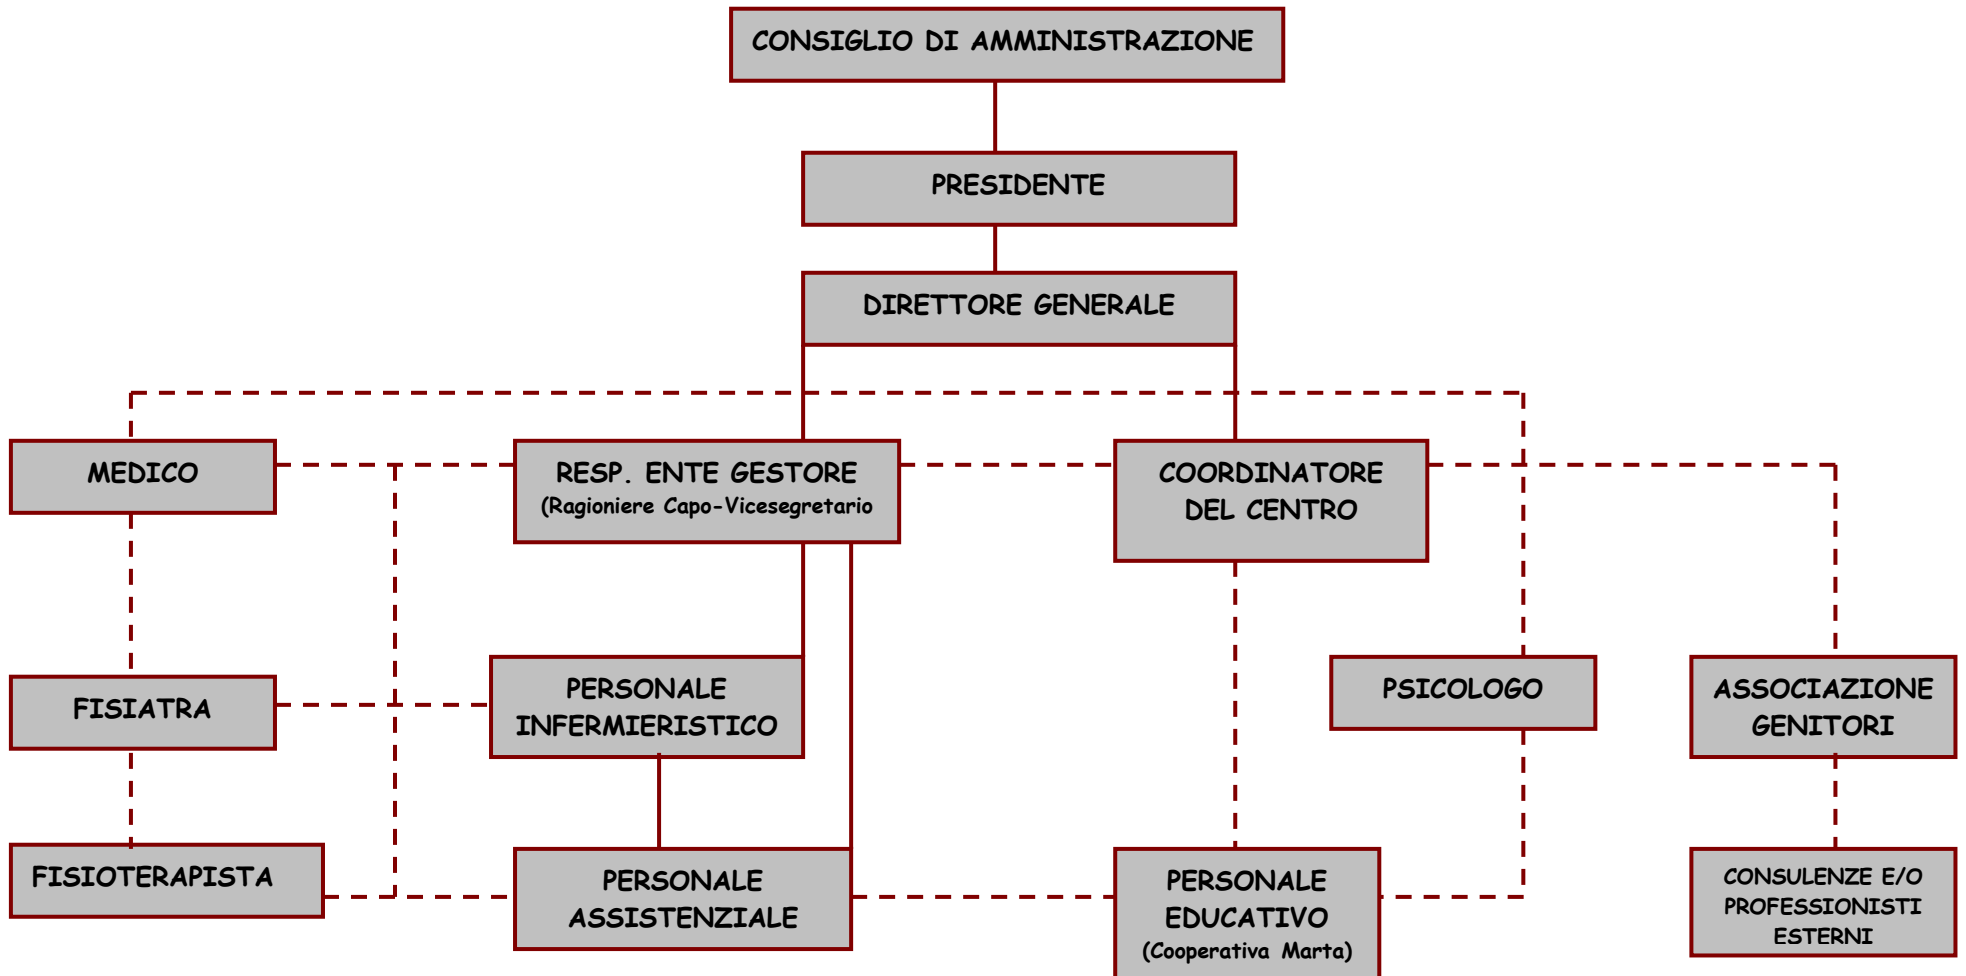 CONSIGLIO DI AMMINISTRAZIONE
PRESIDENTE
DIRETTORE GENERALE
MEDICO
RESP. ENTE GESTORE
(Ragioniere Capo-Vicesegretario
COORDINATORE
DEL CENTRO
FISIATRA
PERSONALE
INFERMIERISTICO
PSICOLOGO
ASSOCIAZIONE
GENITORI
FISIOTERAPISTA
PERSONALE
ASSISTENZIALE
PERSONALE
EDUCATIVO
(Cooperativa Marta)
CONSULENZE E/O
PROFESSIONISTI
ESTERNI